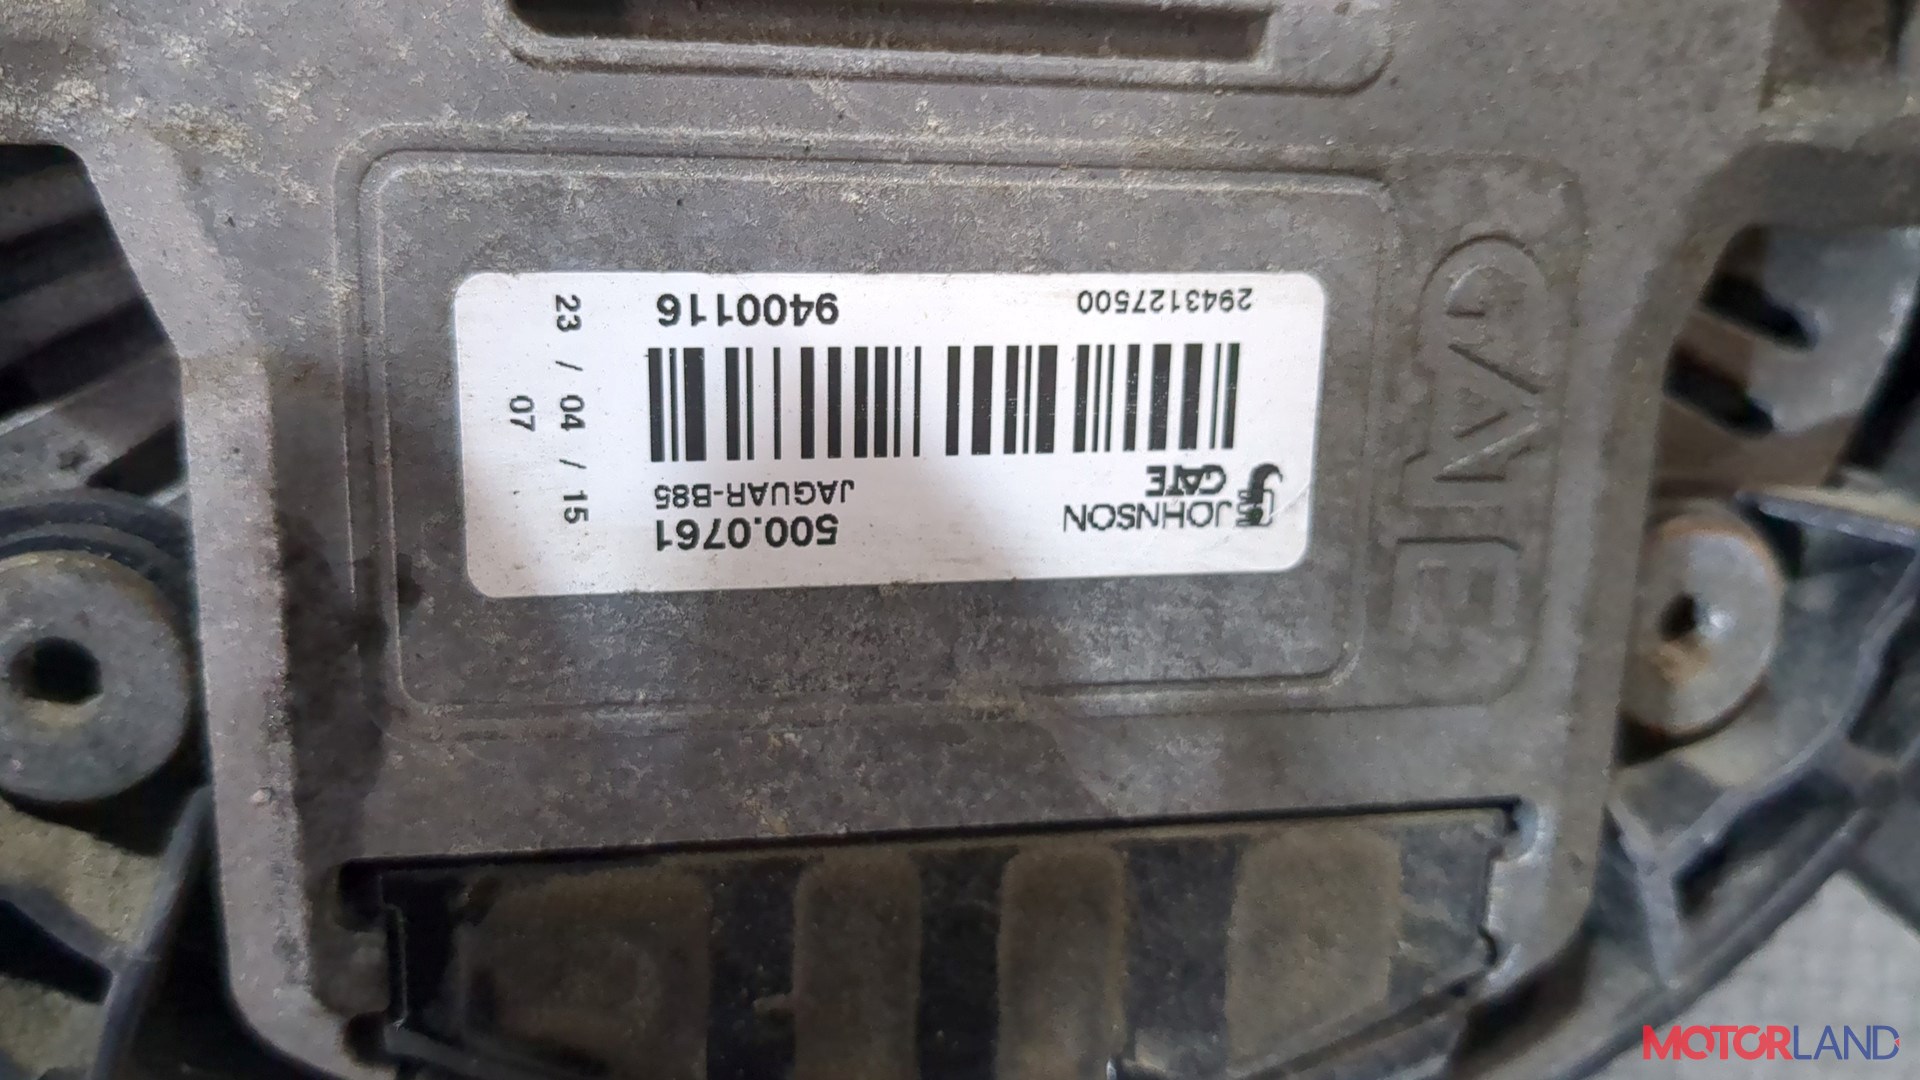 JOHNSON
GATE
500.0761
JAGUAR-B85
2943127500
9400116
23 / 04 / 15
07
GATE
MOTORLAND